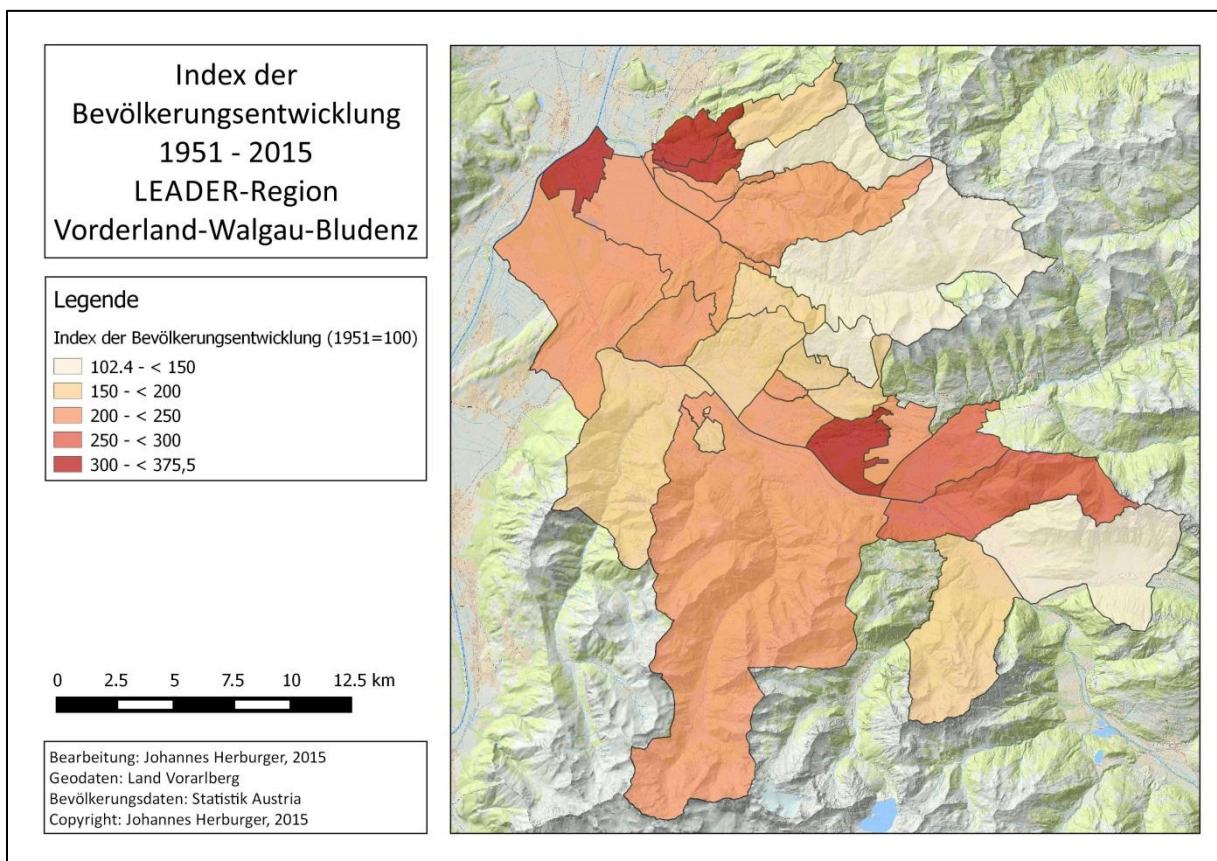 Index der
Bevölkerungsentwicklung
1951 - 2015
LEADER-Region
Vorderland-Walgau-Bludenz
Legende
Index der Bevölkerungsentwicklung (1951=100)
102.4 - < 150
150 - < 200
200 - < 250
250 - < 300
300 - < 375,5
0 2.5 5 7.5 10 12.5 km
Bearbeitung: Johannes Herburger, 2015
Geodaten: Land Vorarlberg
Bevölkerungsdaten: Statistik Austria
Copyright: Johannes Herburger, 2015